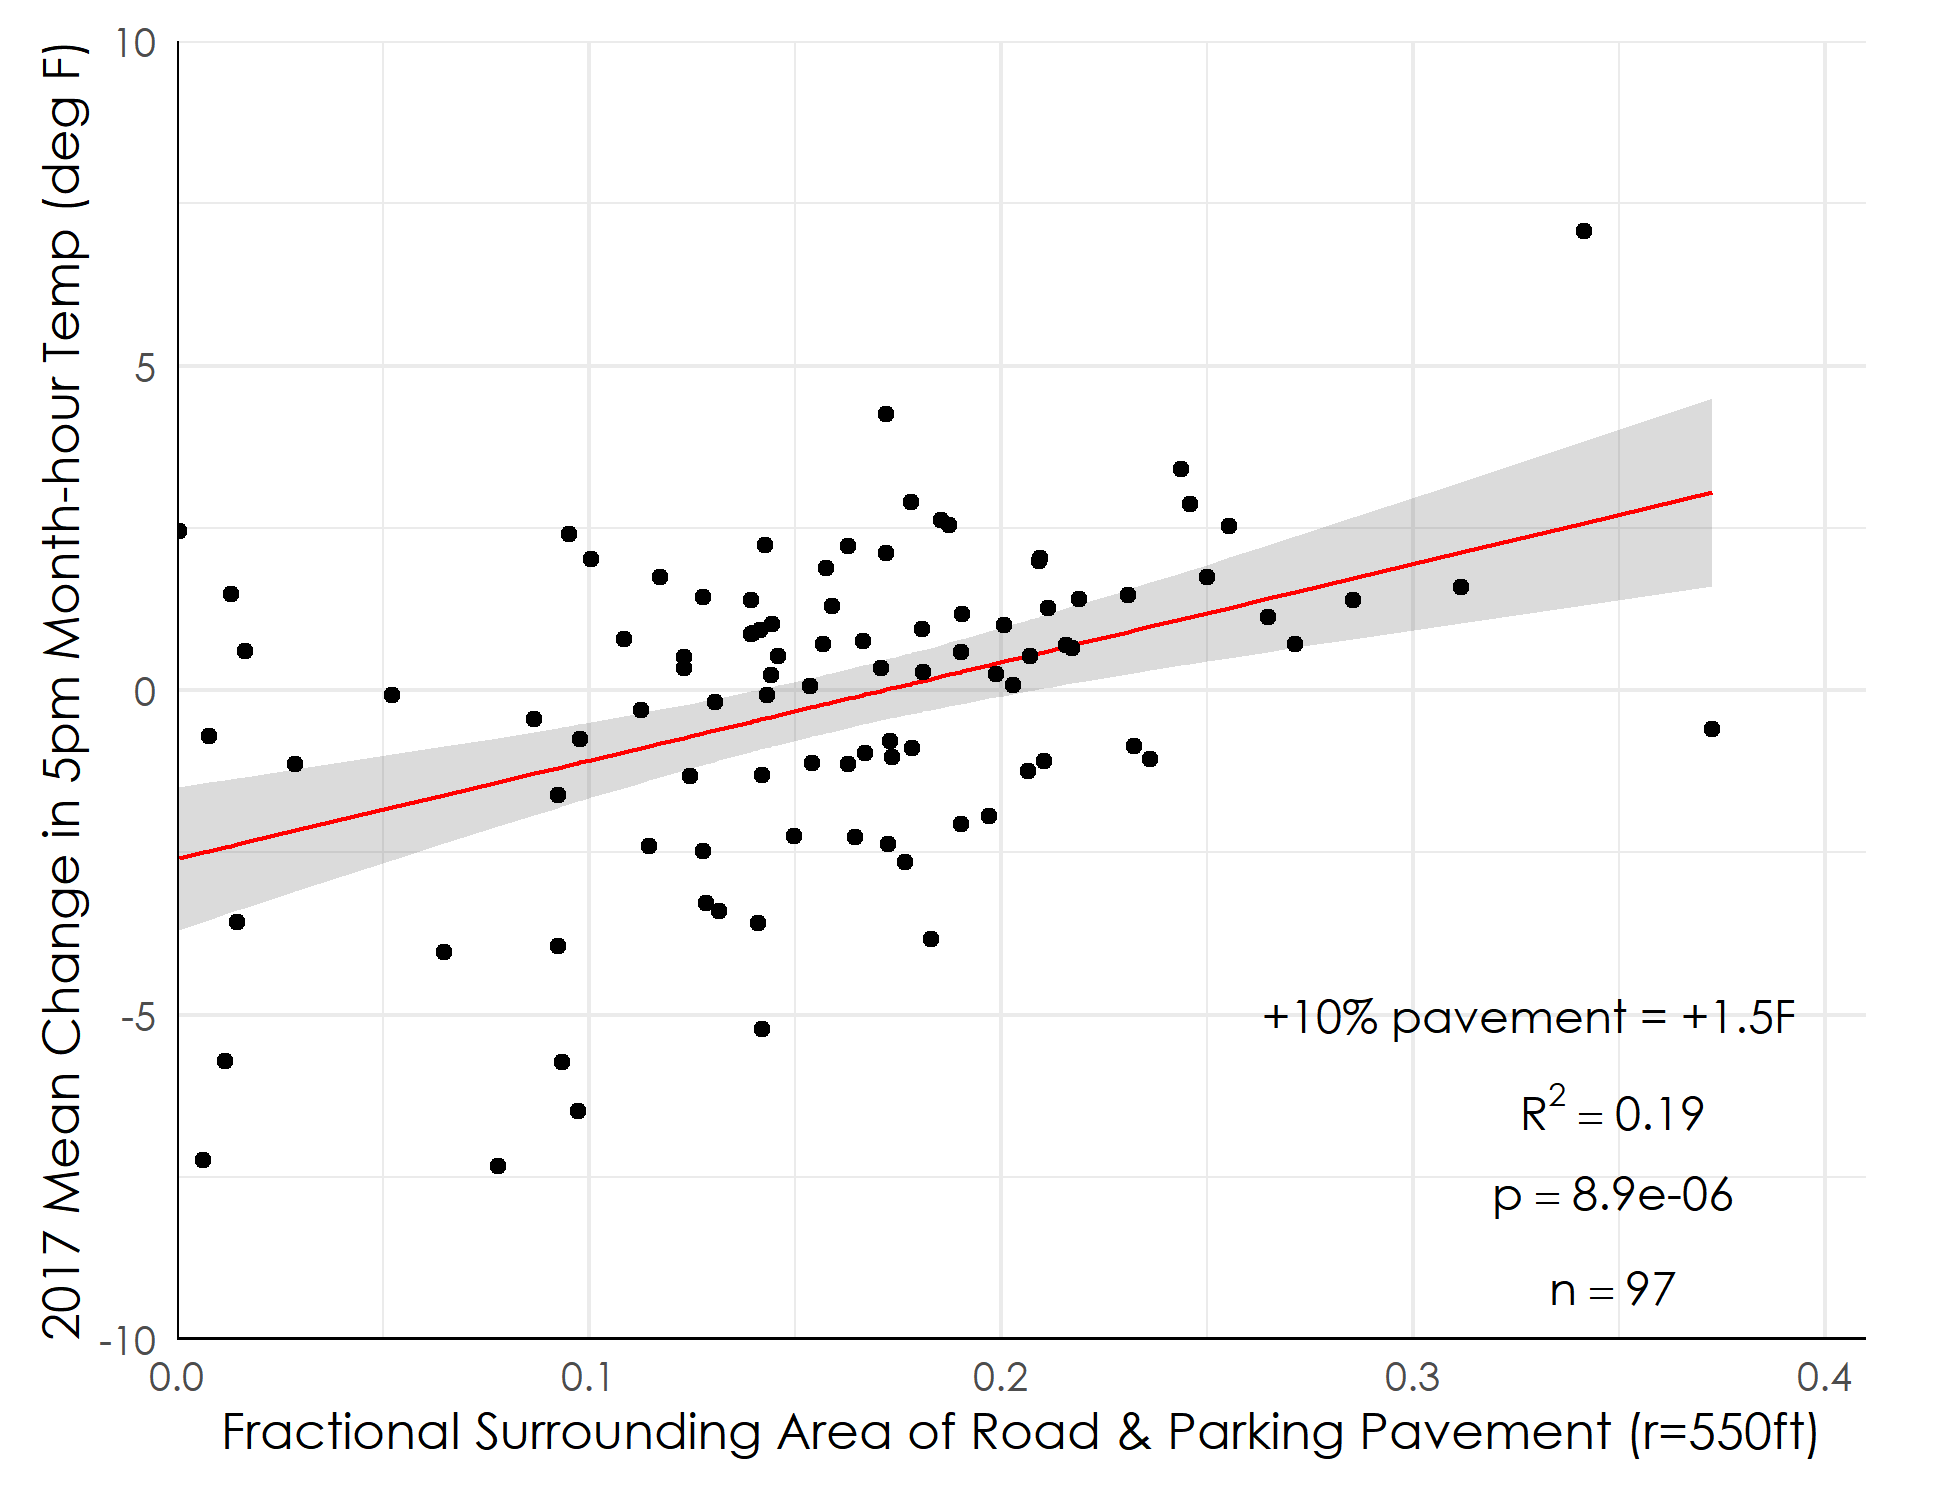 2017 Mean Change in 5pm Month-hour Temp (deg F)
10
5
0
-5
-10
+10% pavement = +1.5F
R² = 0.19
p = 8.9e-06
n = 97
0.0 0.1 0.2 0.3 0.4
Fractional Surrounding Area of Road & Parking Pavement (r=550ft)